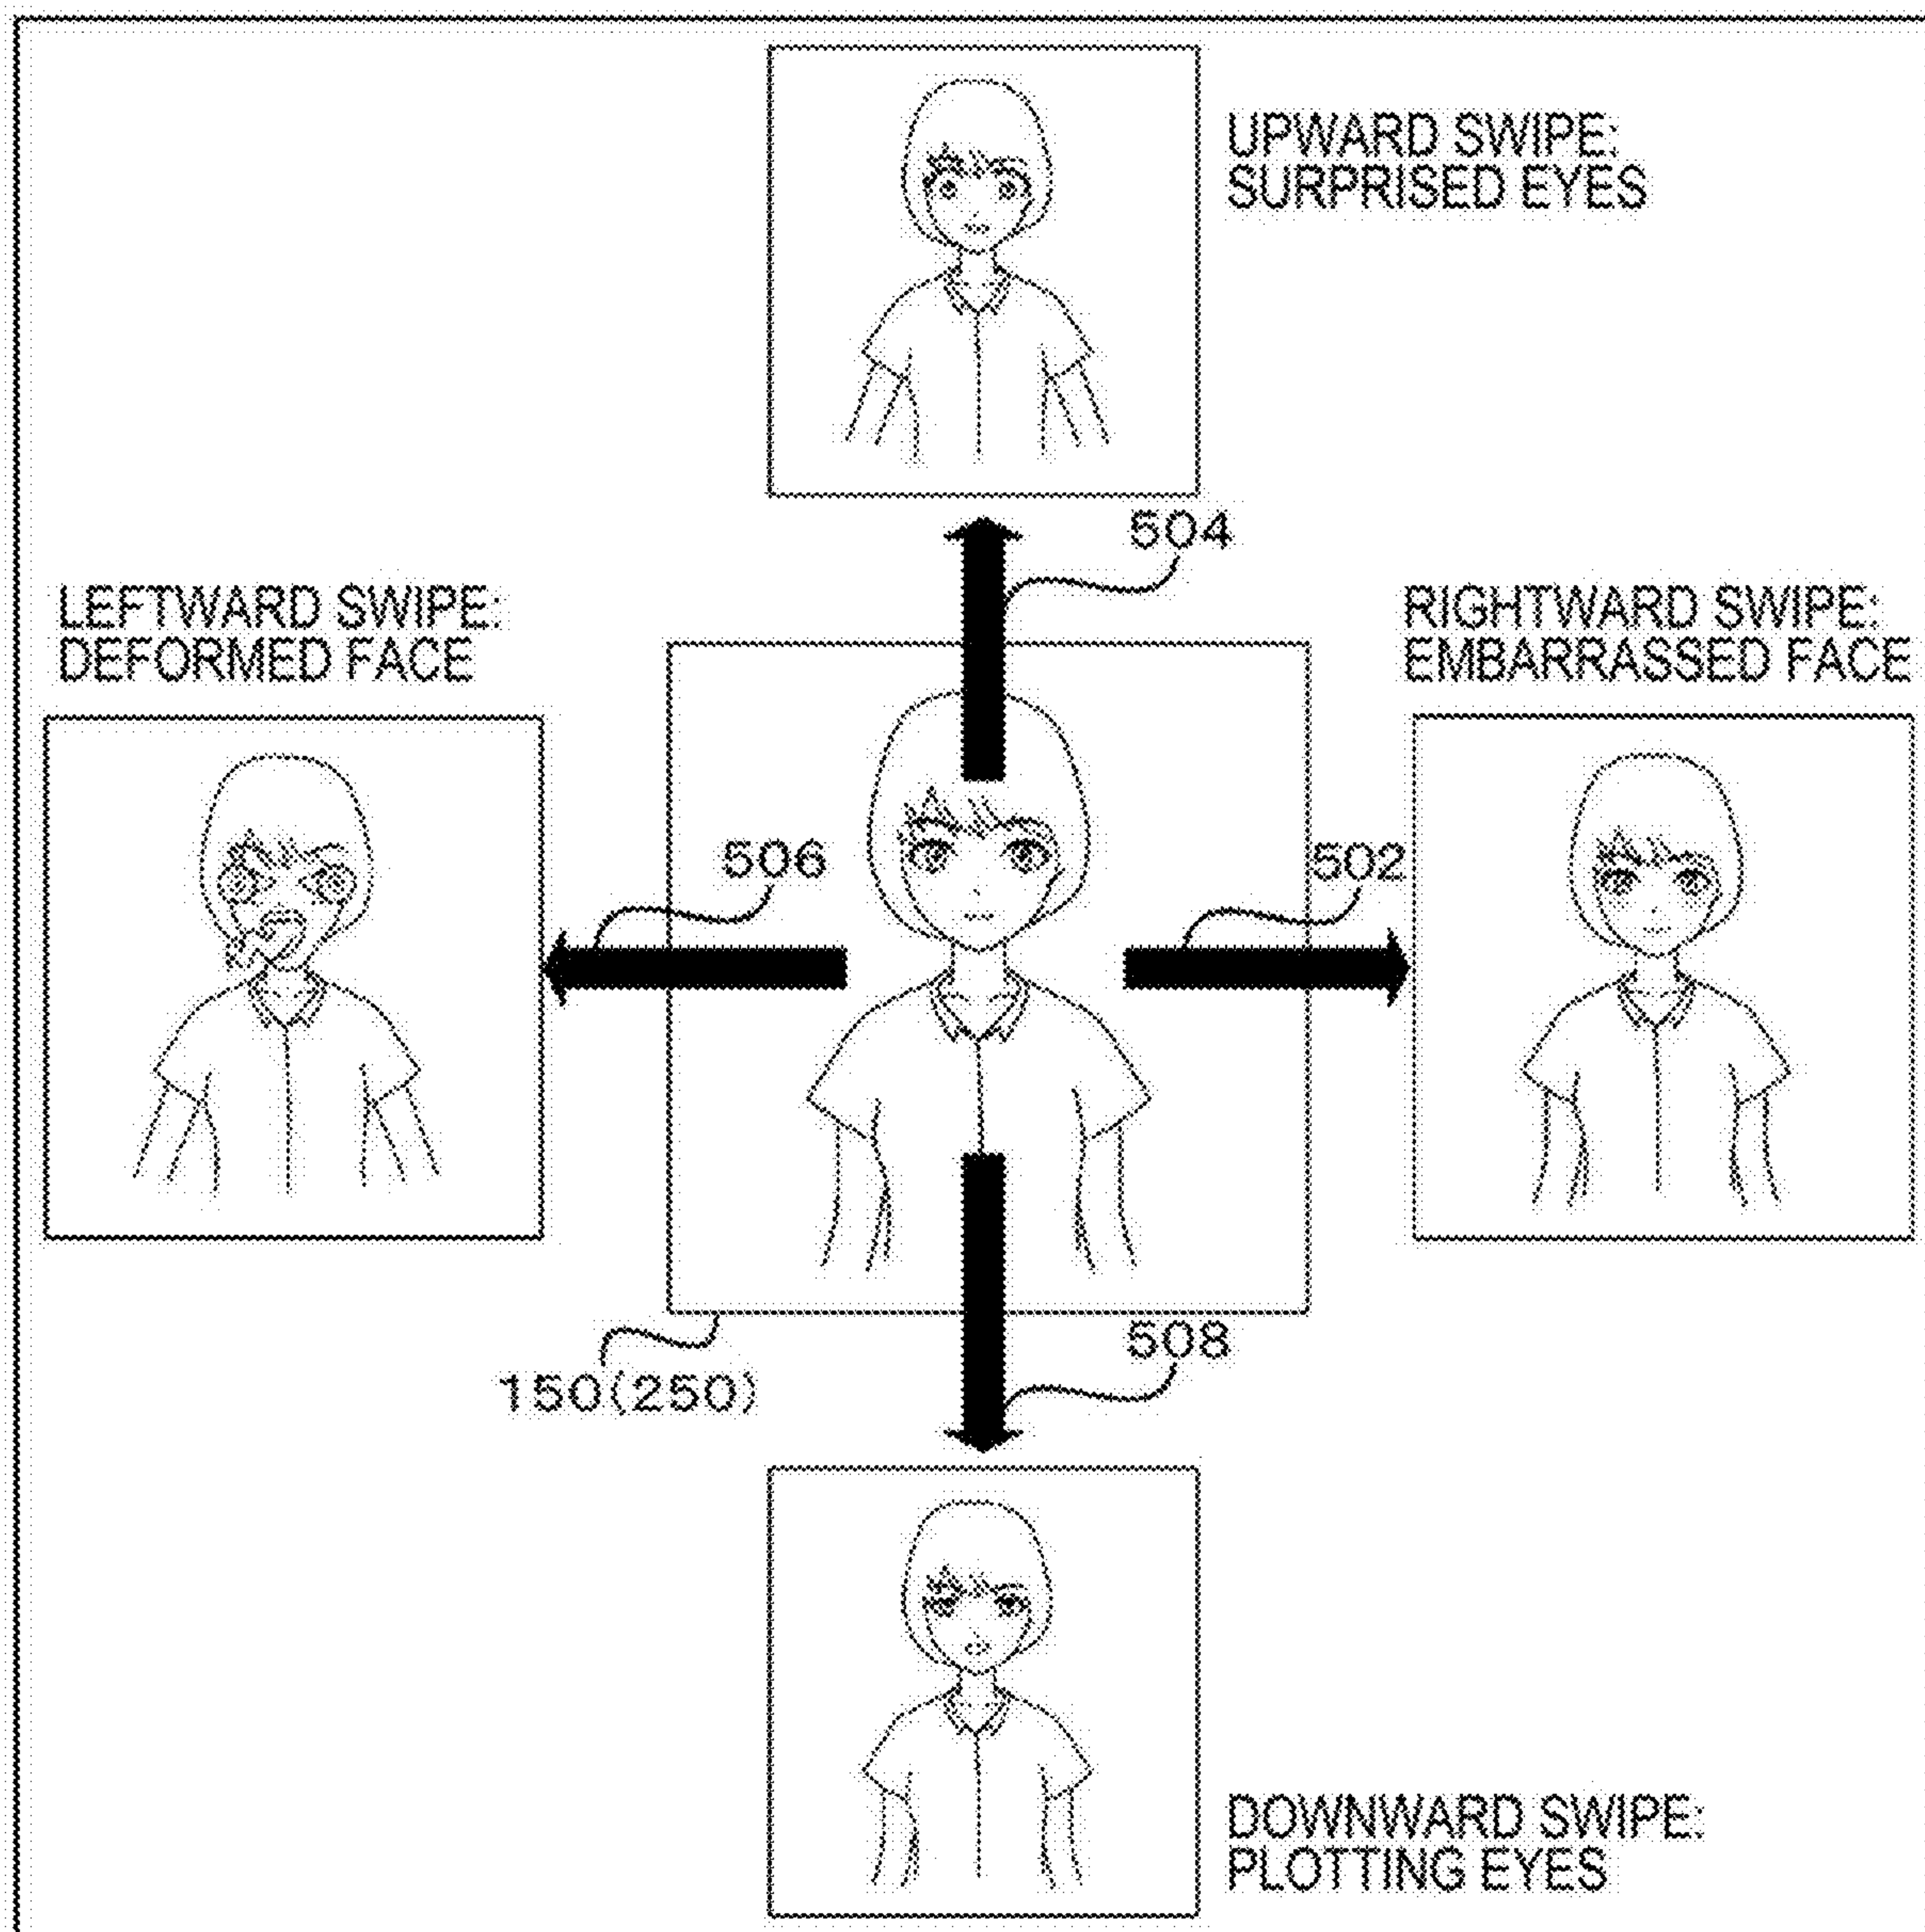 UPWARD SWIPE:
SURPRISED EYES
504
LEFTWARD SWIPE:
DEFORMED FACE
RIGHTWARD SWIPE:
EMBARRASSED FACE
506
502
508
150(250)
DOWNWARD SWIPE:
PLOTTING EYES